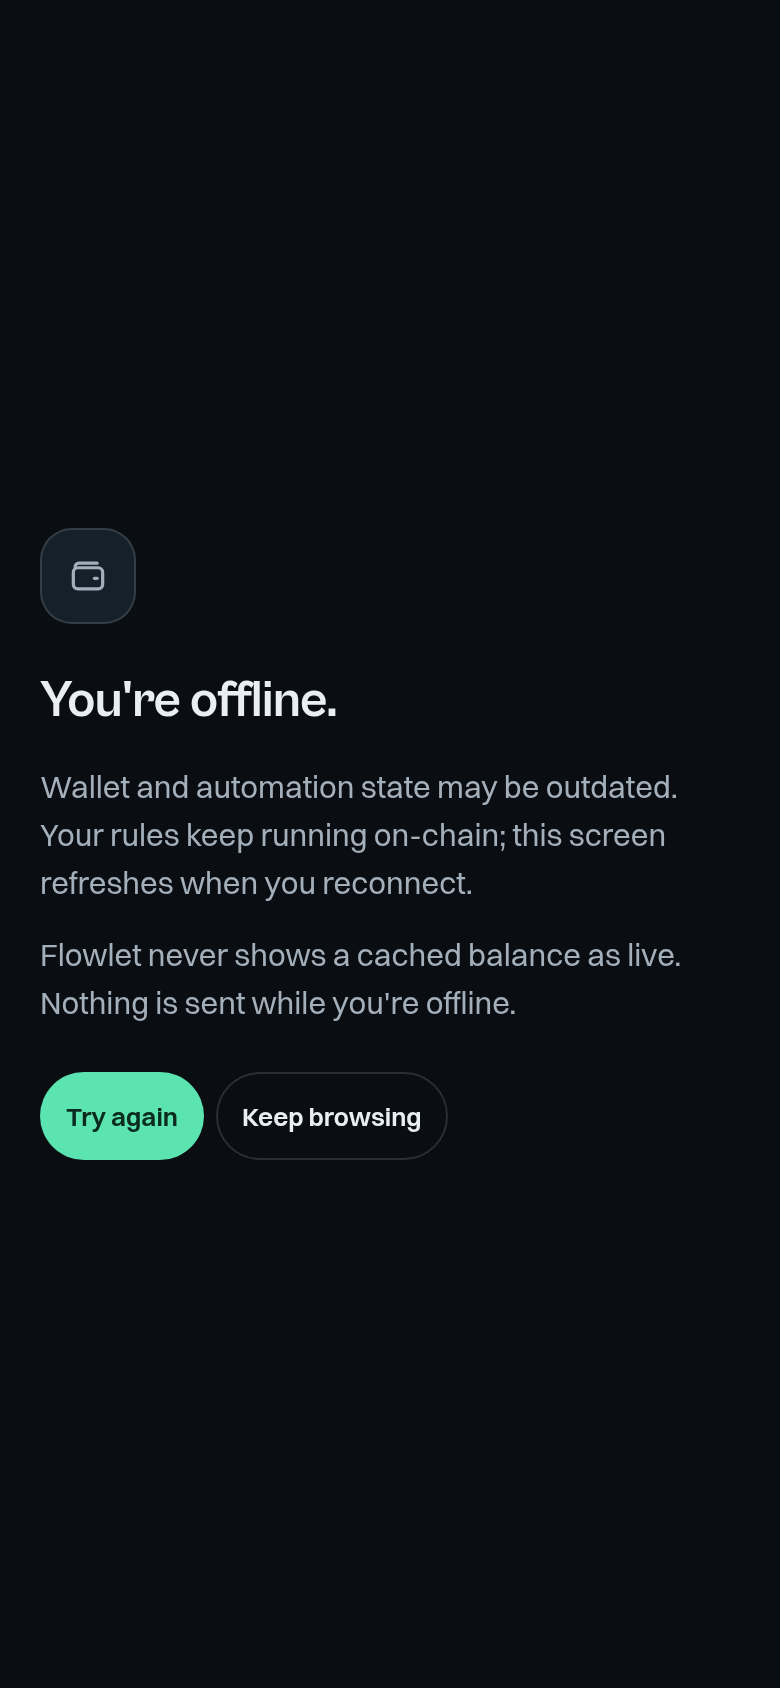 You're offline.
Wallet and automation state may be outdated.
Your rules keep running on-chain; this screen
refreshes when you reconnect.
Flowlet never shows a cached balance as live.
Nothing is sent while you're offline.
Try again
Keep browsing